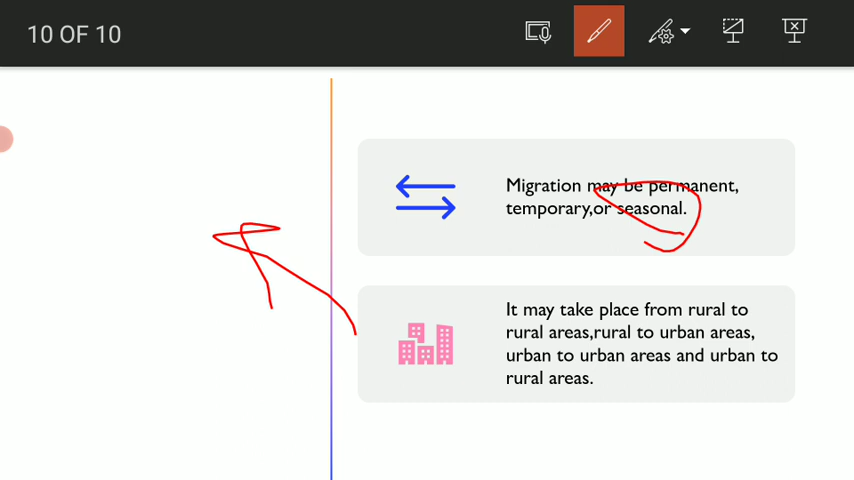 10 OF 10
Migration may be permanent,
temporary,or seasonal.
It may take place from rural to
rural areas,rural to urban areas,
urban to urban areas and urban to
rural areas.